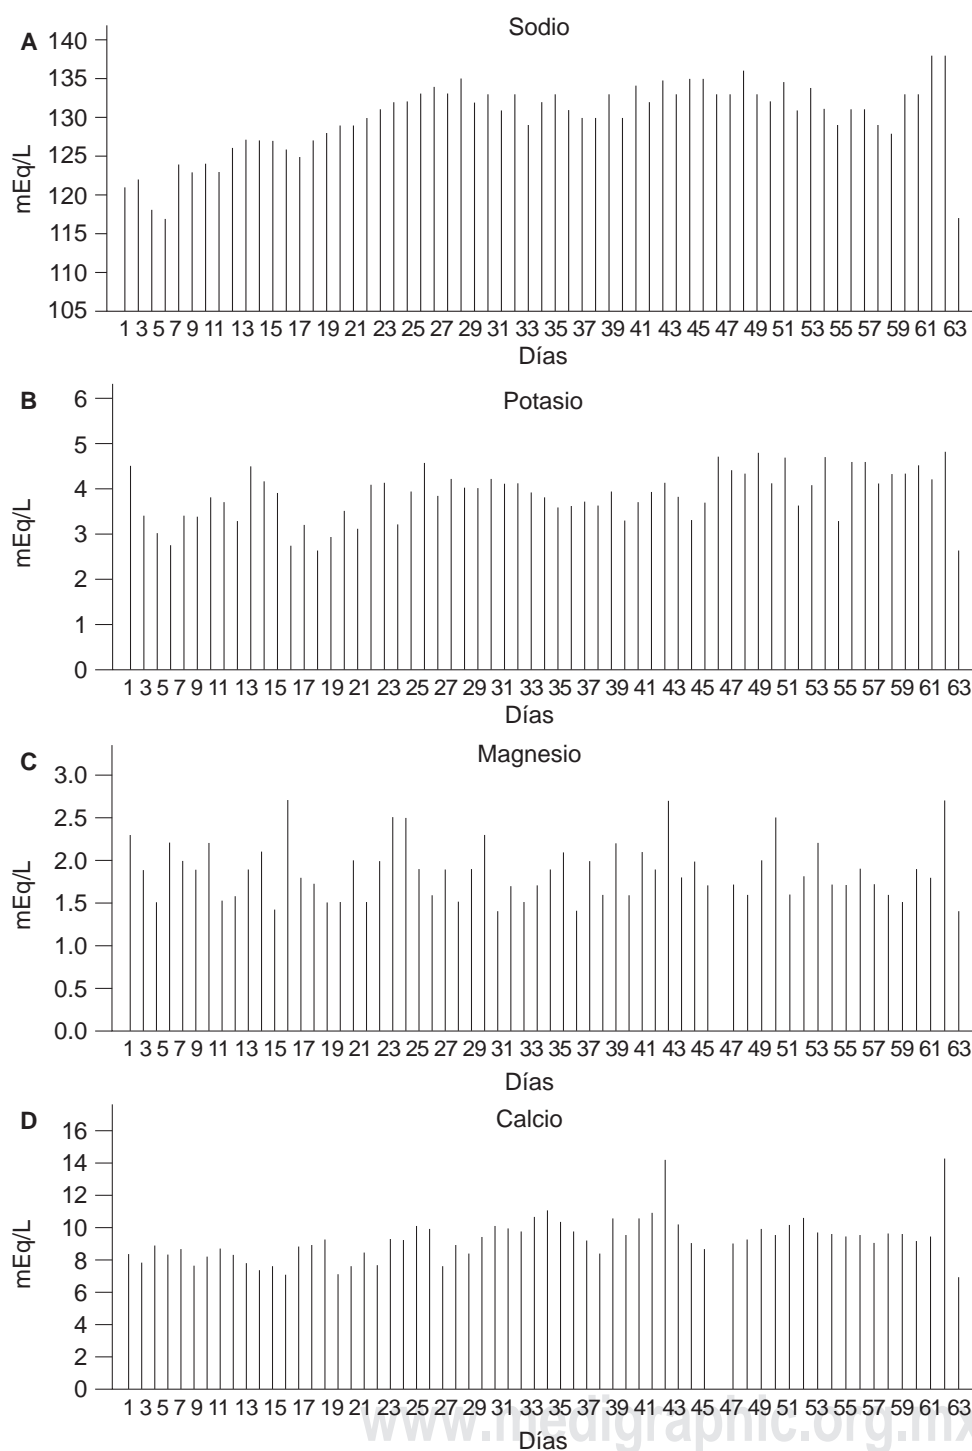 A
Sodio
140
135
130
125
120
115
110
105
mEq/L
1 3 5 7 9 11 13 15 17 19 21 23 25 27 29 31 33 35 37 39 41 43 45 47 49 51 53 55 57 59 61 63
Días
B
Potasio
6
5
4
3
2
1
0
mEq/L
1 3 5 7 9 11 13 15 17 19 21 23 25 27 29 31 33 35 37 39 41 43 45 47 49 51 53 55 57 59 61 63
Días
C
Magnesio
3.0
2.5
2.0
1.5
1.0
0.5
0.0
mEq/L
1 3 5 7 9 11 13 15 17 19 21 23 25 27 29 31 33 35 37 39 41 43 45 47 49 51 53 55 57 59 61 63
Días
D
Calcio
16
14
12
10
8
6
4
2
0
mEq/L
1 3 5 7 9 11 13 15 17 19 21 23 25 27 29 31 33 35 37 39 41 43 45 47 49 51 53 55 57 59 61 63
Días
www.medigraphic.org.mx